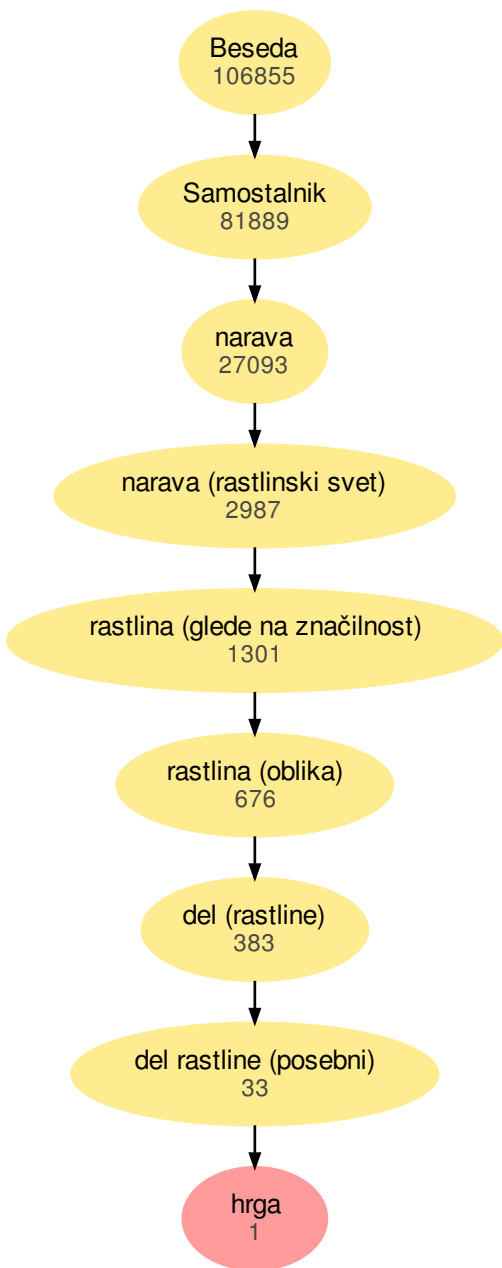 Beseda
106855
Samostalnik
81889
narava
27093
narava (rastlinski svet)
2987
rastlina (glede na značilnost)
1301
rastlina (oblika)
676
del (rastline)
383
del rastline (posebni)
33
hrga
1